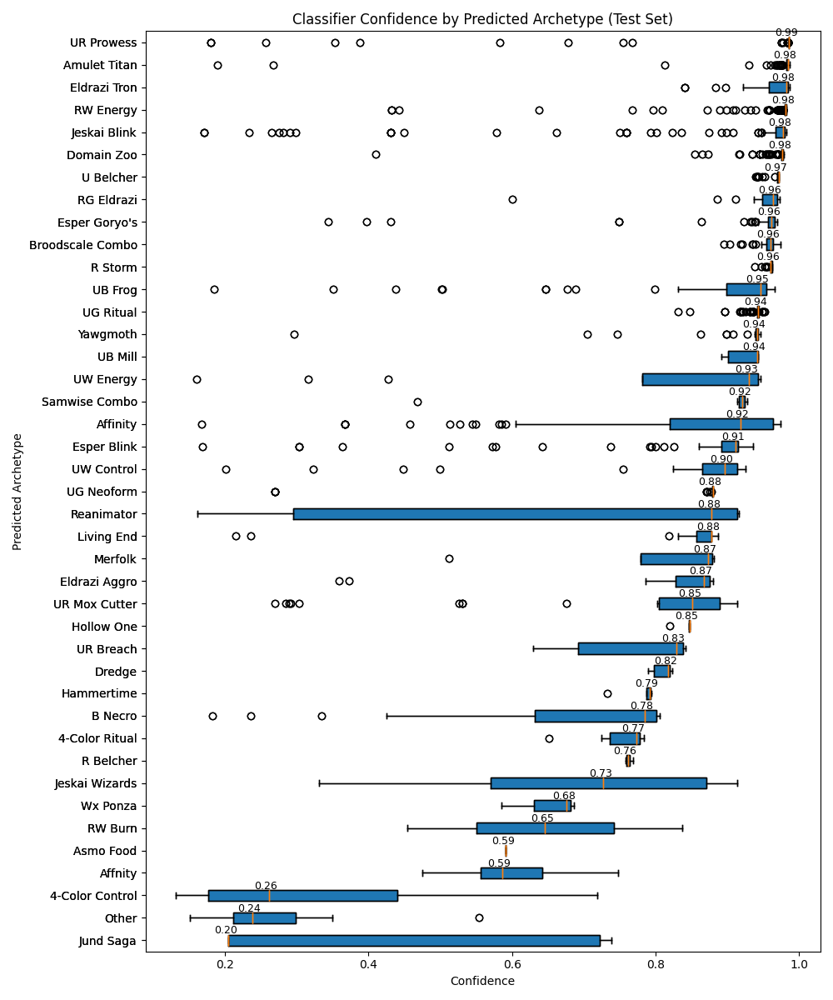 Classifier Confidence by Predicted Archetype (Test Set)
UR Prowess 0.99
Amulet Titan 0.98
Eldrazi Tron 0.98
RW Energy 0.98
Jeskai Blink 0.98
Domain Zoo 0.98
U Belcher 0.97
RG Eldrazi 0.96
Esper Goryo's 0.96
Broodscale Combo 0.96
R Storm 0.96
UB Frog 0.95
UG Ritual 0.94
Yawgmoth 0.94
UB Mill 0.94
UW Energy 0.93
Samwise Combo 0.92
Affinity 0.92
Esper Blink 0.91
UW Control 0.90
UG Neoform 0.88
Reanimator 0.88
Living End 0.88
Merfolk 0.87
Eldrazi Aggro 0.87
UR Mox Cutter 0.85
Hollow One 0.85
UR Breach 0.83
Dredge 0.82
Hammertime 0.79
B Necro 0.78
4-Color Ritual 0.77
R Belcher 0.76
Jeskai Wizards 0.73
Wx Ponza 0.68
RW Burn 0.65
Asmo Food 0.59
Affnity 0.59
4-Color Control 0.26
Other 0.24
Jund Saga 0.20
Predicted Archetype
0.2 0.4 0.6 0.8 1.0
Confidence